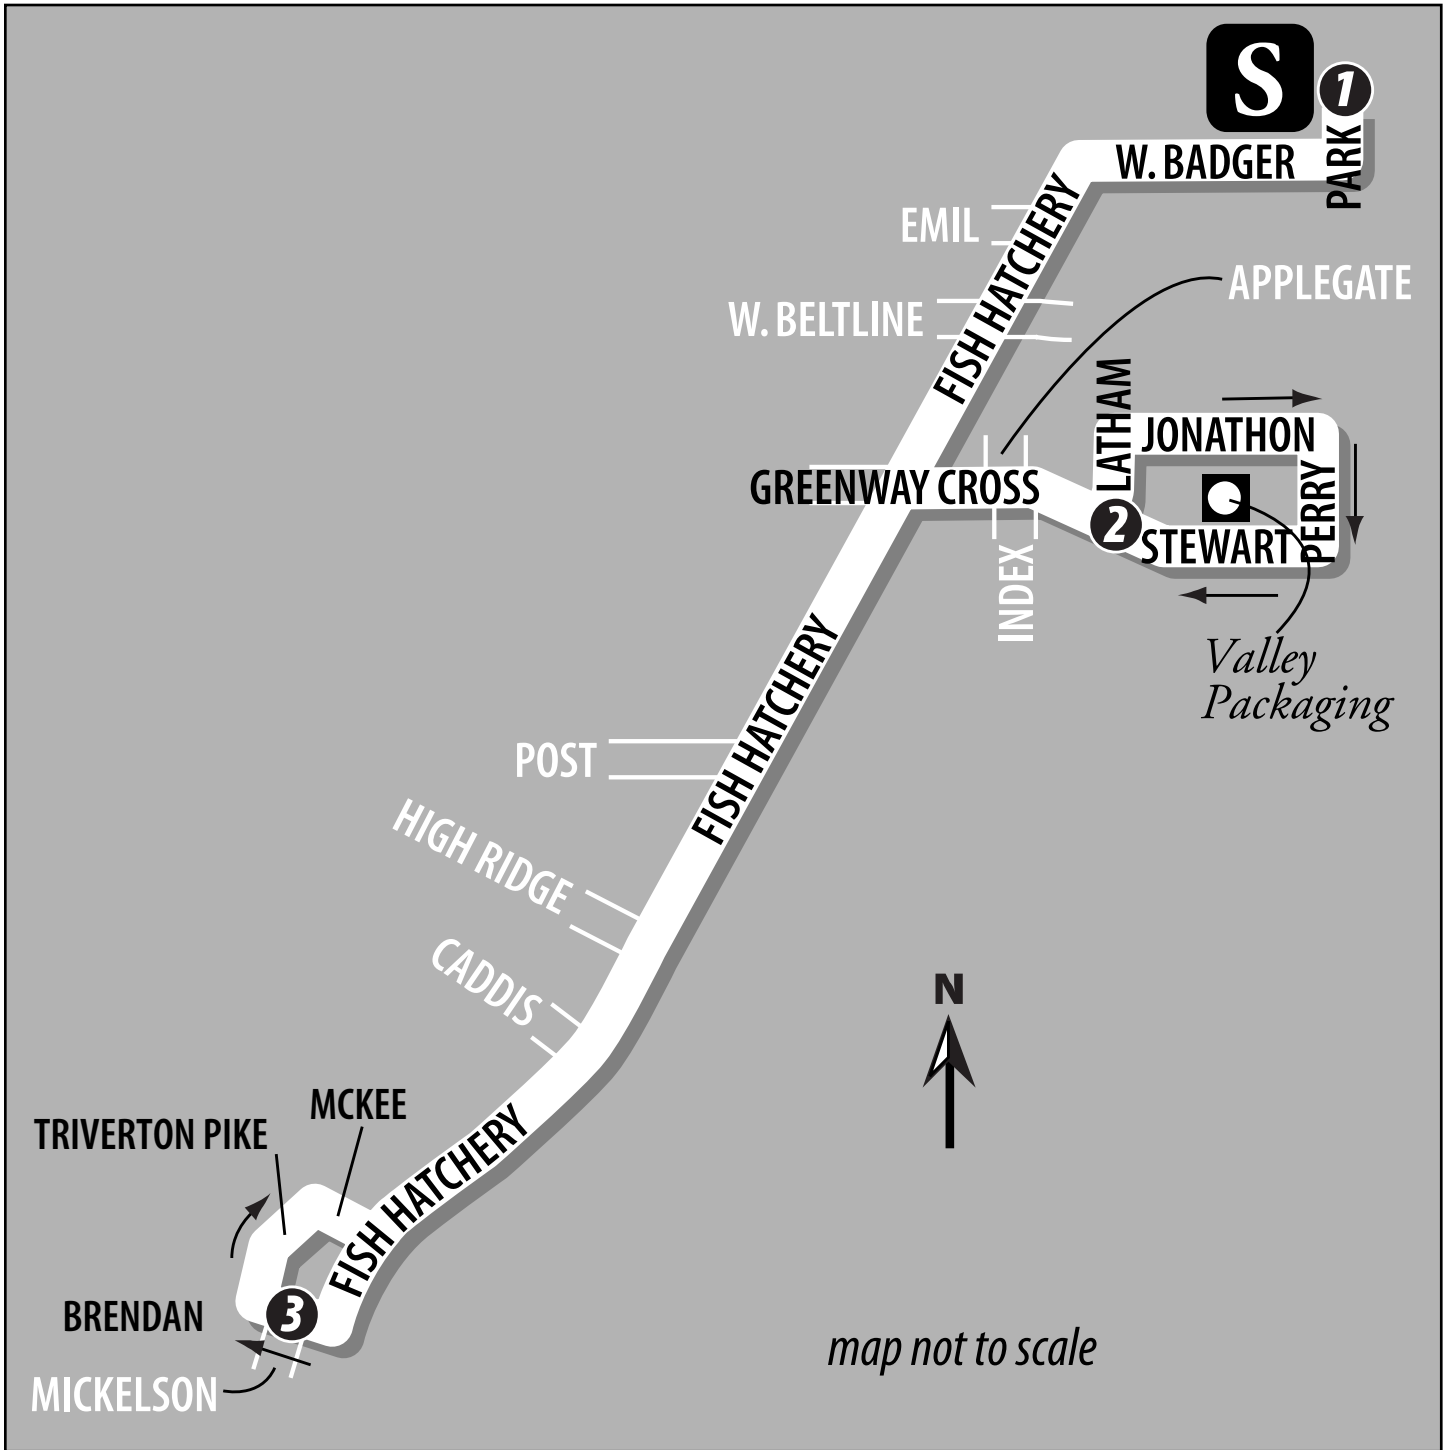 S
1
PARK
W. BADGER
EMIL
FISH HATCHERY
APPLEGATE
W. BELTLINE
LATHAM
JONATHON
PERRY
GREENWAY CROSS
2
STEWART
INDEX
Valley
Packaging
FISH HATCHERY
POST
HIGH RIDGE
CADDIS
N
MCKEE
TRIVERTON PIKE
FISH HATCHERY
BRENDAN
3
MICKELSON
map not to scale